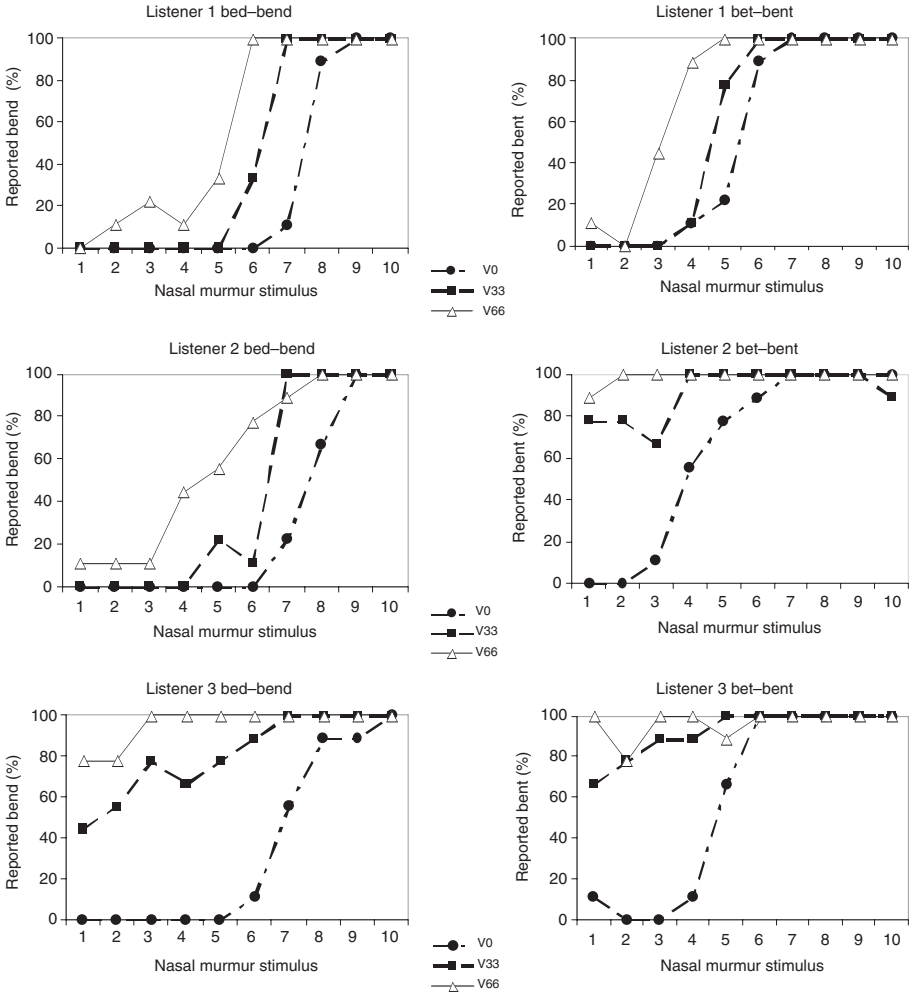 Listener 1 bed–bend
Reported bend (%)
100
80
60
40
20
0
1 2 3 4 5 6 7 8 9 10
Nasal murmur stimulus
Listener 1 bet–bent
Reported bent (%)
100
80
60
40
20
0
1 2 3 4 5 6 7 8 9 10
Nasal murmur stimulus
V0
V33
V66
Listener 2 bed–bend
Reported bend (%)
100
80
60
40
20
0
1 2 3 4 5 6 7 8 9 10
Nasal murmur stimulus
Listener 2 bet–bent
Reported bent (%)
100
80
60
40
20
0
1 2 3 4 5 6 7 8 9 10
Nasal murmur stimulus
V0
V33
V66
Listener 3 bed–bend
Reported bend (%)
100
80
60
40
20
0
1 2 3 4 5 6 7 8 9 10
Nasal murmur stimulus
Listener 3 bet–bent
Reported bent (%)
100
80
60
40
20
0
1 2 3 4 5 6 7 8 9 10
Nasal murmur stimulus
V0
V33
V66